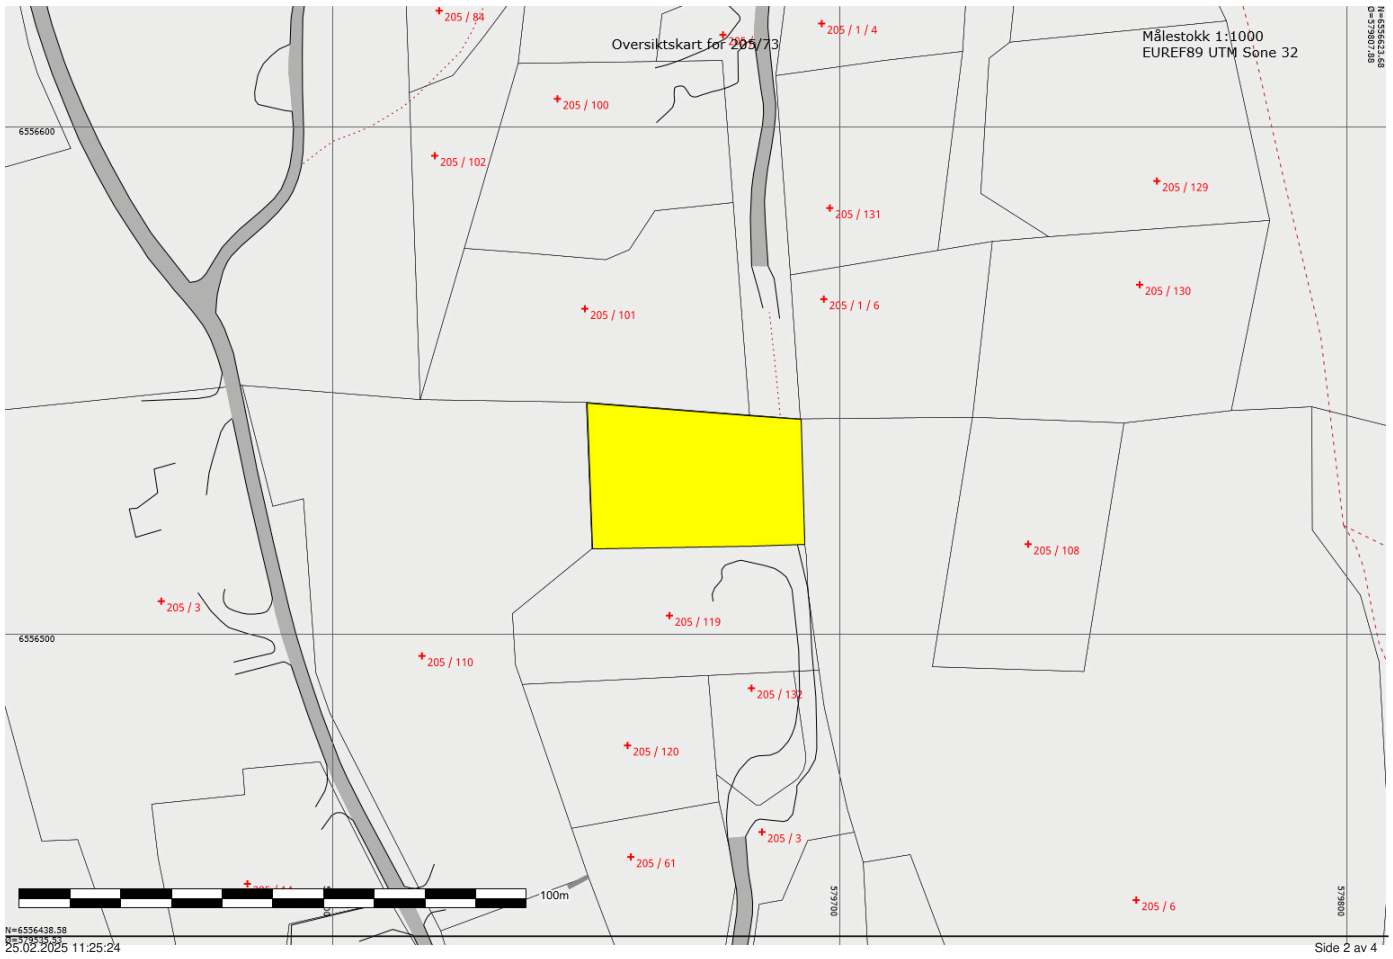 205 / 84
205 / 1 / 4
Oversiktskart for 205/73
Målestokk 1:1000
EUREF89 UTM Sone 32
N=6556623.68
Ø=579807.88
205 / 100
6556600
205 / 102
205 / 129
205 / 131
205 / 130
205 / 1 / 6
205 / 101
205 / 108
205 / 3
205 / 119
6556500
205 / 110
205 / 132
205 / 120
205 / 3
205 / 61
100m
579700
579800
205 / 6
N=6556438.58
Ø=579535.53
25.02.2025 11:25:24
Side 2 av 4